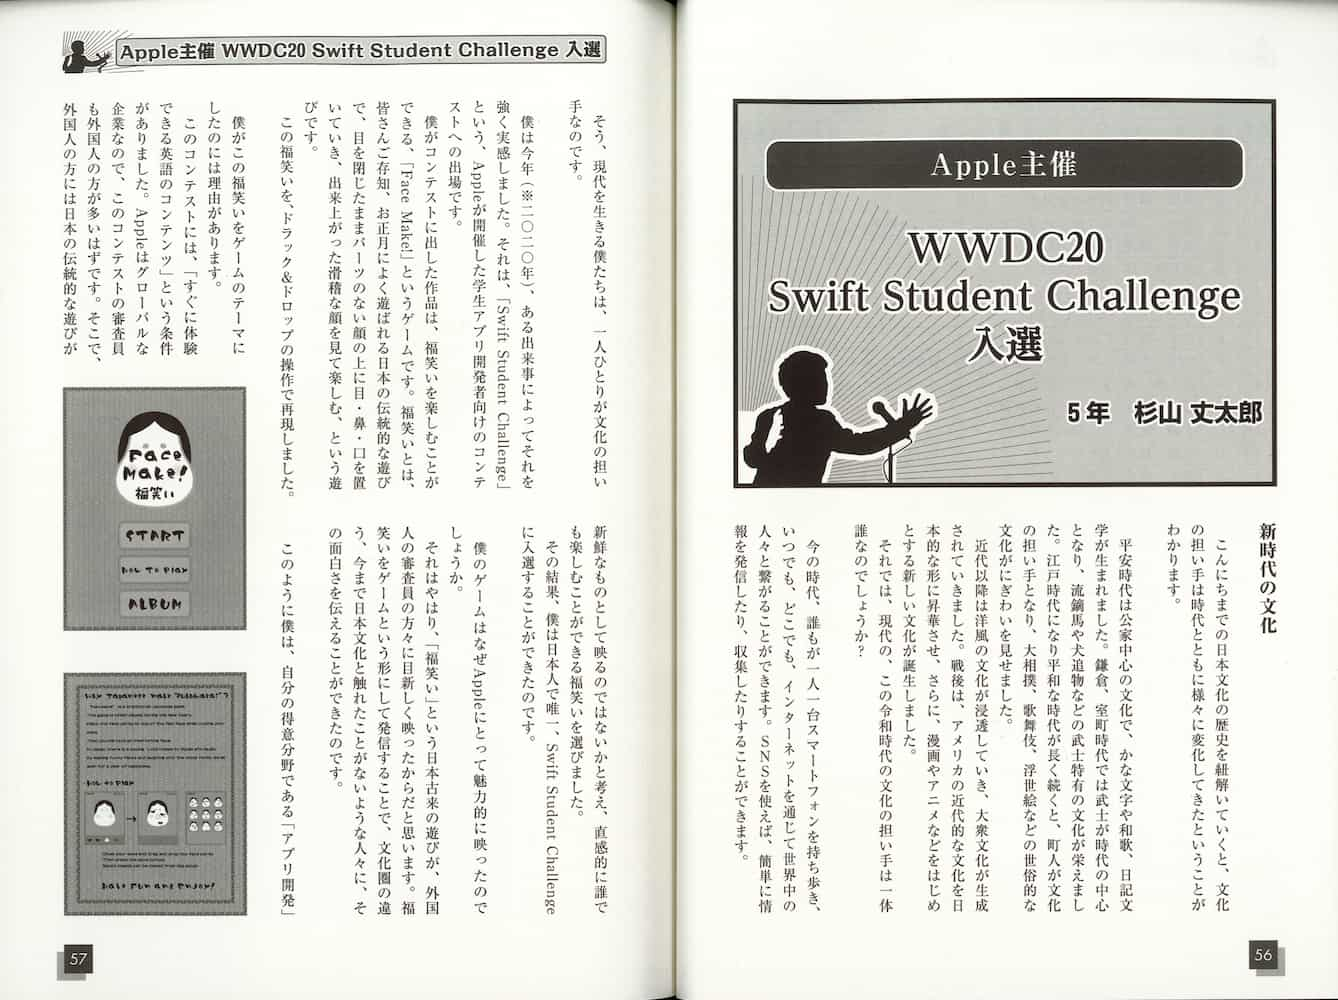 Apple主催
WWDC20
Swift Student Challenge
入選
5年 杉山 丈太郎
新時代の文化
こんにちまでの日本文化の歴史を紐解いていくと、文化
の担い手は時代とともに様々に変化してきたということが
わかります。
平安時代は公家中心の文化で、かな文字や和歌、日記文
学が生まれました。鎌倉、室町時代では武士が時代の中心
となり、流鏑馬や犬追物などの武士特有の文化が栄えまし
た。江戸時代になり平和な時代が長く続くと、町人が文化
の担い手となり、大相撲、歌舞伎、浮世絵などの世俗的な
文化がにぎわいを見せました。
近代以降は洋風の文化が浸透していき、大衆文化が生成
されていきました。戦後は、アメリカの近代的な文化を日
本的な形に昇華させ、さらに、漫画やアニメなどをはじめ
とする新しい文化が誕生しました。
それでは、現代の、この令和時代の文化の担い手は一体
誰なのでしょうか?
今の時代、誰もが一人一台スマートフォンを持ち歩き、
いつでも、どこでも、インターネットを通じて世界中の
人々と繋がることができます。SNSを使えば、簡単に情
報を発信したり、収集したりすることができます。
56
Apple主催 WWDC20 Swift Student Challenge 入選
そう、現代を生きる僕たちは、一人ひとりが文化の担い
手なのです。
僕は今年(※二〇二〇年)、ある出来事によってそれを
強く実感しました。それは、「Swift Student Challenge」
という、Appleが開催した学生アプリ開発者向けのコンテ
ストへの出場です。
僕がコンテストに出した作品は、福笑いを楽しむことが
できる、「Face Make!」というゲームです。福笑いとは、
皆さんご存知、お正月によく遊ばれる日本の伝統的な遊び
で、目を閉じたままパーツのない顔の上に目・鼻・口を置
いていき、出来上がった滑稽な顔を見て楽しむ、という遊
びです。
この福笑いを、ドラック&ドロップの操作で再現しました。
僕がこの福笑いをゲームのテーマに
したのには理由があります。
このコンテストには、「すぐに体験
できる英語のコンテンツ」という条件
がありました。Appleはグローバルな
企業なので、このコンテストの審査員
も外国人の方が多いはずです。そこで、
外国人の方には日本の伝統的な遊びが
新鮮なものとして映るのではないかと考え、直感的に誰で
も楽しむことができる福笑いを選びました。
その結果、僕は日本人で唯一、Swift Student Challenge
に入選することができたのです。
僕のゲームはなぜAppleにとって魅力的に映ったので
しょうか。
それはやはり、「福笑い」という日本古来の遊びが、外国
人の審査員の方々に目新しく映ったからだと思います。福
笑いをゲームという形にして発信することで、文化圏の違
う、今まで日本文化と触れたことがないような人々に、そ
の面白さを伝えることができたのです。
このように僕は、自分の得意分野である「アプリ開発」
Face
Make!
福笑い
START
HOW TO PLAY
ALBUM
HOW TO PLAY
Have fun and enjoy!
57